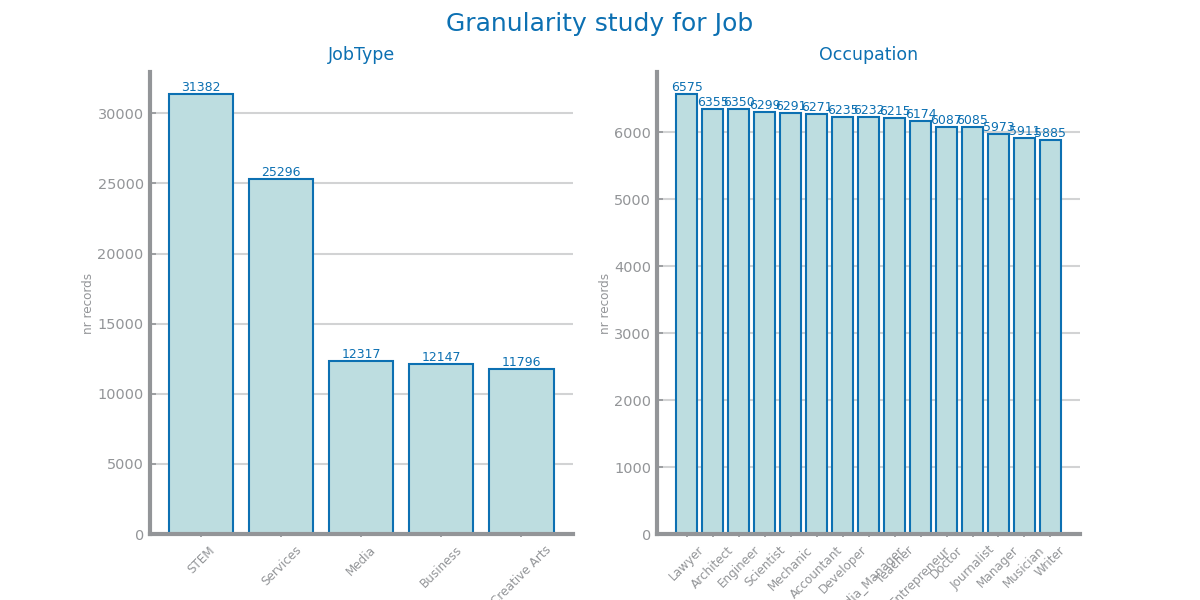 Granularity study for Job
JobType
Occupation
31382
25296
12317
12147
11796
30000
25000
20000
15000
10000
5000
0
nr records
STEM
Services
Media
Business
Creative Arts
6575
6355
6350
6299
6291
6271
6235
6232
6215
6174
6087
6085
5973
5911
5885
6000
5000
4000
3000
2000
1000
0
nr records
Lawyer
Architect
Engineer
Scientist
Mechanic
Accountant
Developer
dia_Manager
Teacher
Entrepreneur
Doctor
Journalist
Manager
Musician
Writer